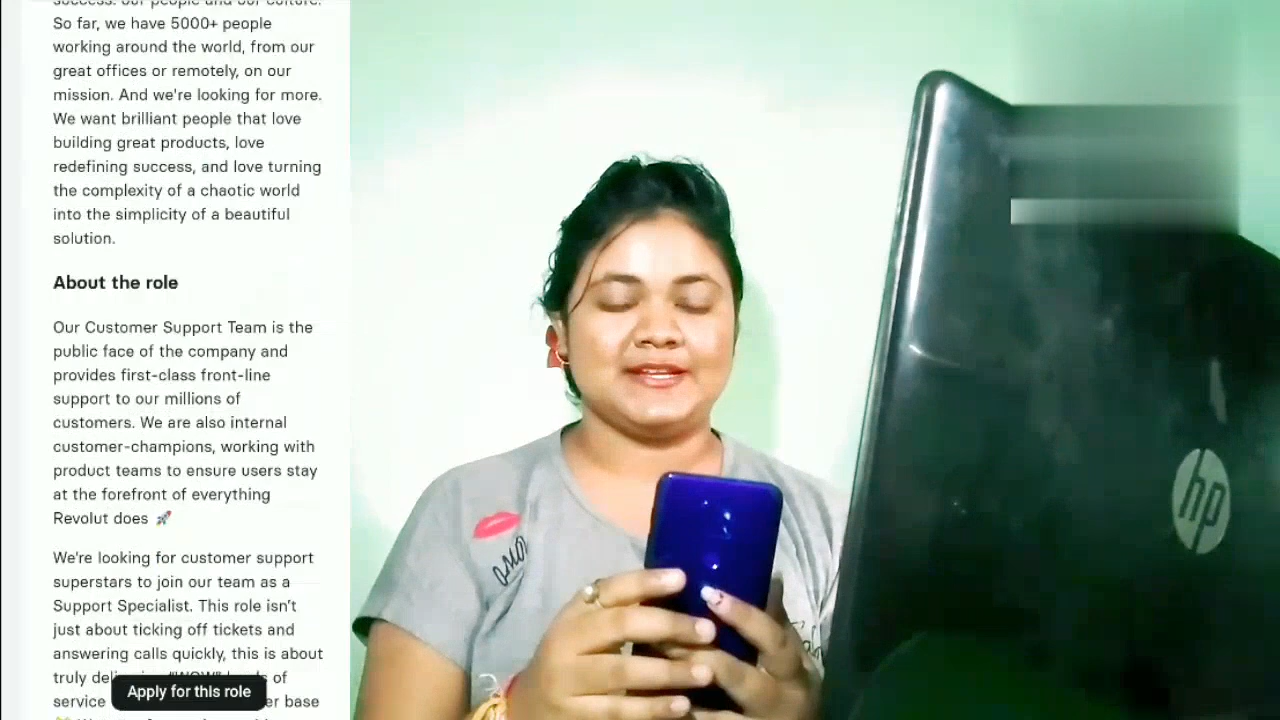 success: our people and our culture.
So far, we have 5000+ people
working around the world, from our
great offices or remotely, on our
mission. And we're looking for more.
We want brilliant people that love
building great products, love
redefining success, and love turning
the complexity of a chaotic world
into the simplicity of a beautiful
solution.
About the role
Our Customer Support Team is the
public face of the company and
provides first-class front-line
support to our millions of
customers. We are also internal
customer-champions, working with
product teams to ensure users stay
at the forefront of everything
Revolut does 🚀
We're looking for customer support
superstars to join our team as a
Support Specialist. This role isn't
just about ticking off tickets and
answering calls quickly, this is about
truly "WOW" of
service base
Apply for this role
hp